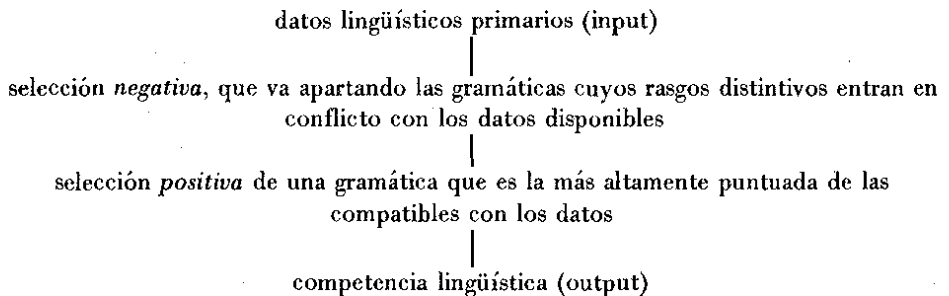 datos lingüísticos primarios (input)
selección negativa, que va apartando las gramáticas cuyos rasgos distintivos entran en
conflicto con los datos disponibles
selección positiva de una gramática que es la más altamente puntuada de las
compatibles con los datos
competencia lingüística (output)